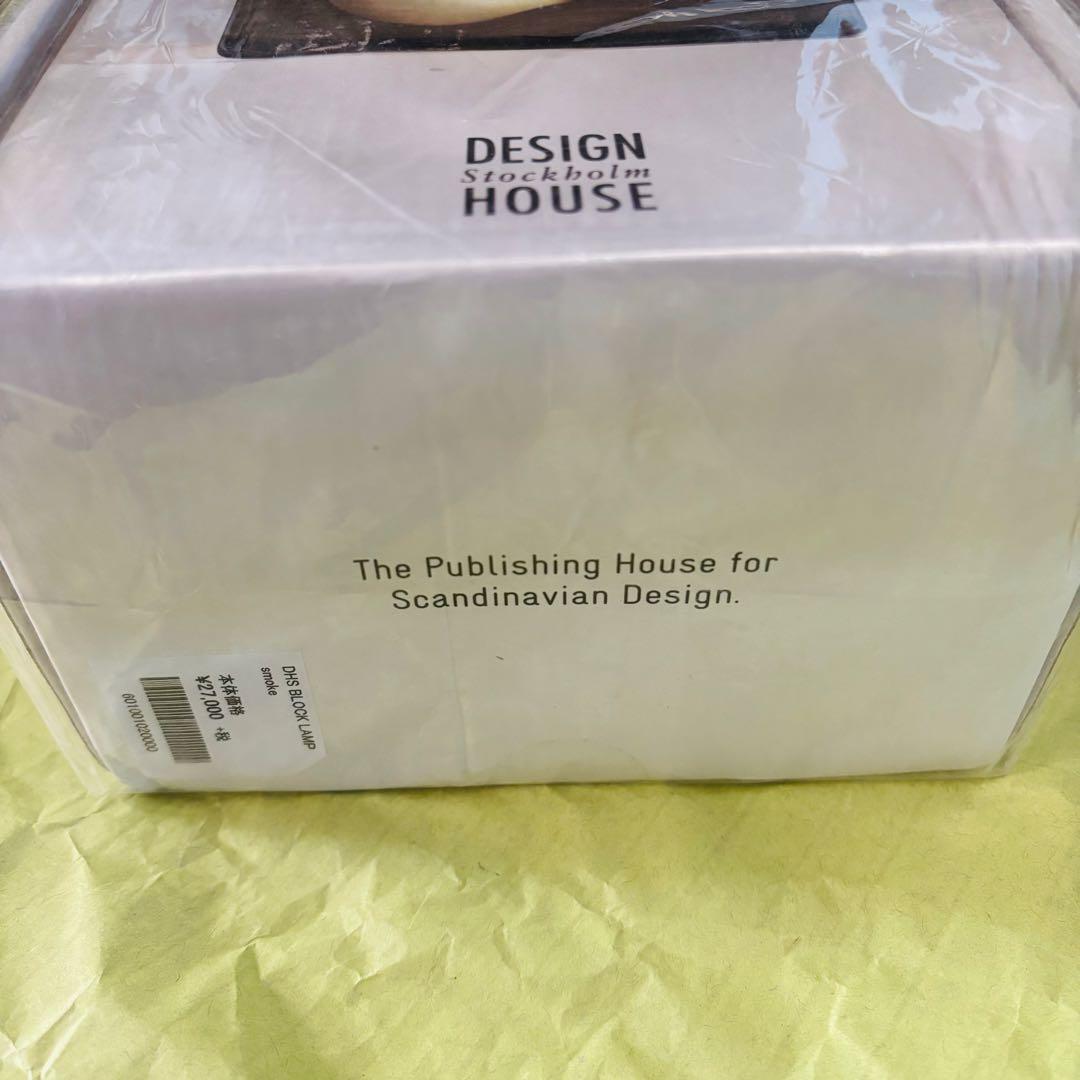 DESIGN
Stockholm
HOUSE
The Publishing House for
Scandinavian Design.
DHS BLOCK LAMP
smoke
本体価格
¥27,000 +税
601001020000